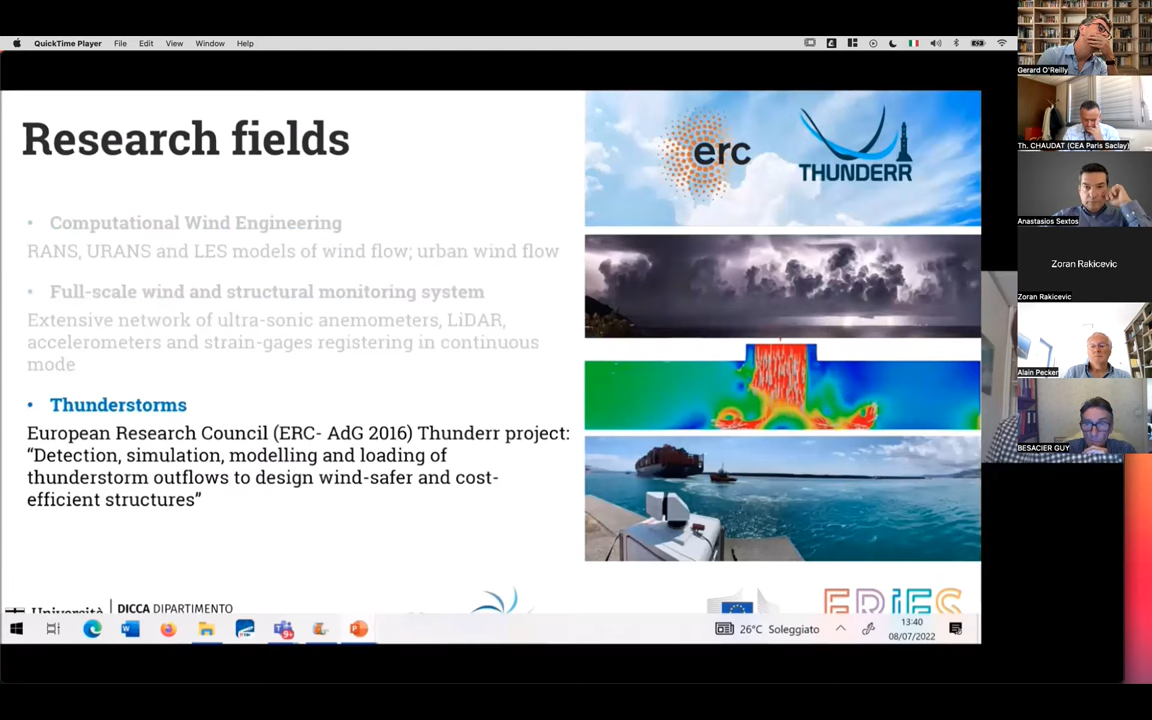 QuickTime Player File Edit View Window Help
Research fields
• Computational Wind Engineering
RANS, URANS and LES models of wind flow; urban wind flow
• Full-scale wind and structural monitoring system
Extensive network of ultra-sonic anemometers, LiDAR,
accelerometers and strain-gages registering in continuous
mode
• Thunderstorms
European Research Council (ERC- AdG 2016) Thunderr project:
“Detection, simulation, modelling and loading of
thunderstorm outflows to design wind-safer and cost-
efficient structures”
erc
THUNDERR
Università
DICCA DIPARTIMENTO
ERIES
9+
26°C Soleggiato
13:40
08/07/2022
Gerard O'Reilly
Th. CHAUDAT (CEA Paris Saclay)
Anastasios Sextos
Zoran Rakicevic
Zoran Rakicevic
Alain Pecker
BESACIER GUY